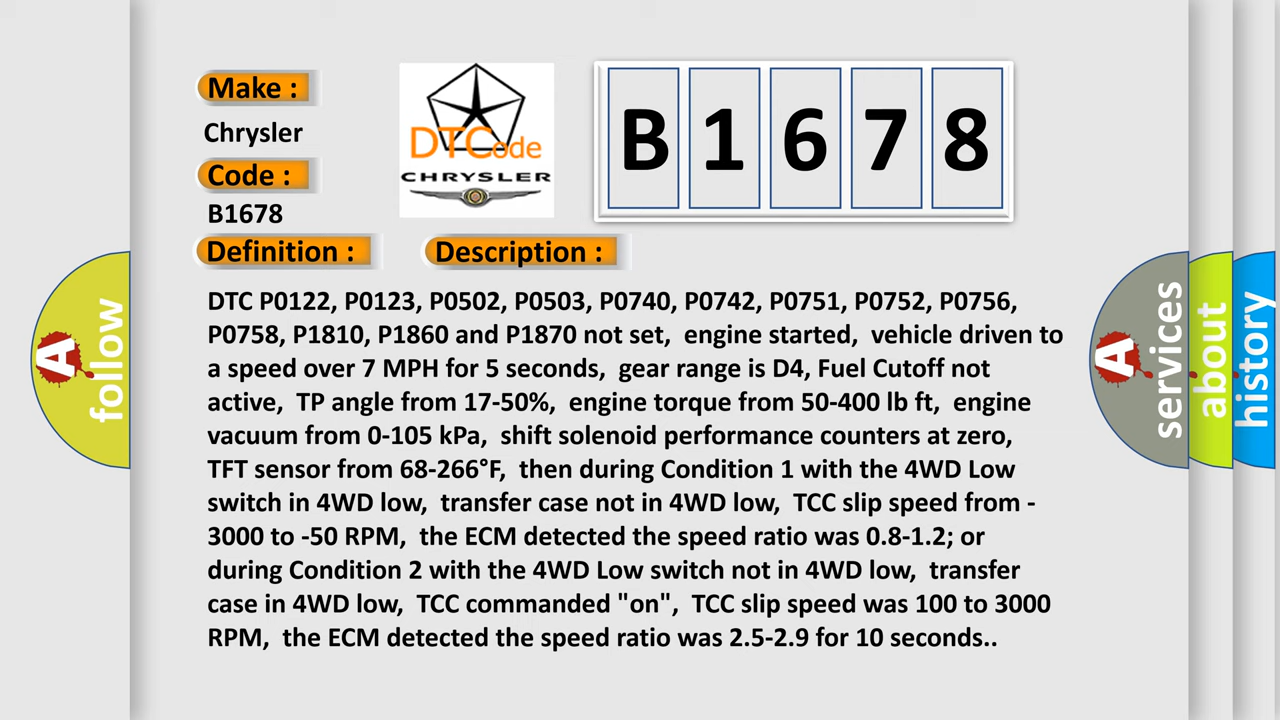 Make :
Chrysler
Code :
B1678
DTCode
CHRYSLER
B1678
Definition :
Description :
DTC P0122, P0123, P0502, P0503, P0740, P0742, P0751, P0752, P0756,
P0758, P1810, P1860 and P1870 not set,  engine started,  vehicle driven to
a speed over 7 MPH for 5 seconds,  gear range is D4, Fuel Cutoff not
active,  TP angle from 17-50%,  engine torque from 50-400 lb ft,  engine
vacuum from 0-105 kPa,  shift solenoid performance counters at zero,
TFT sensor from 68-266°F,  then during Condition 1 with the 4WD Low
switch in 4WD low,  transfer case not in 4WD low,  TCC slip speed from -
3000 to -50 RPM,  the ECM detected the speed ratio was 0.8-1.2; or
during Condition 2 with the 4WD Low switch not in 4WD low,  transfer
case in 4WD low,  TCC commanded "on",  TCC slip speed was 100 to 3000
RPM,  the ECM detected the speed ratio was 2.5-2.9 for 10 seconds..
A follow
A services
about
history